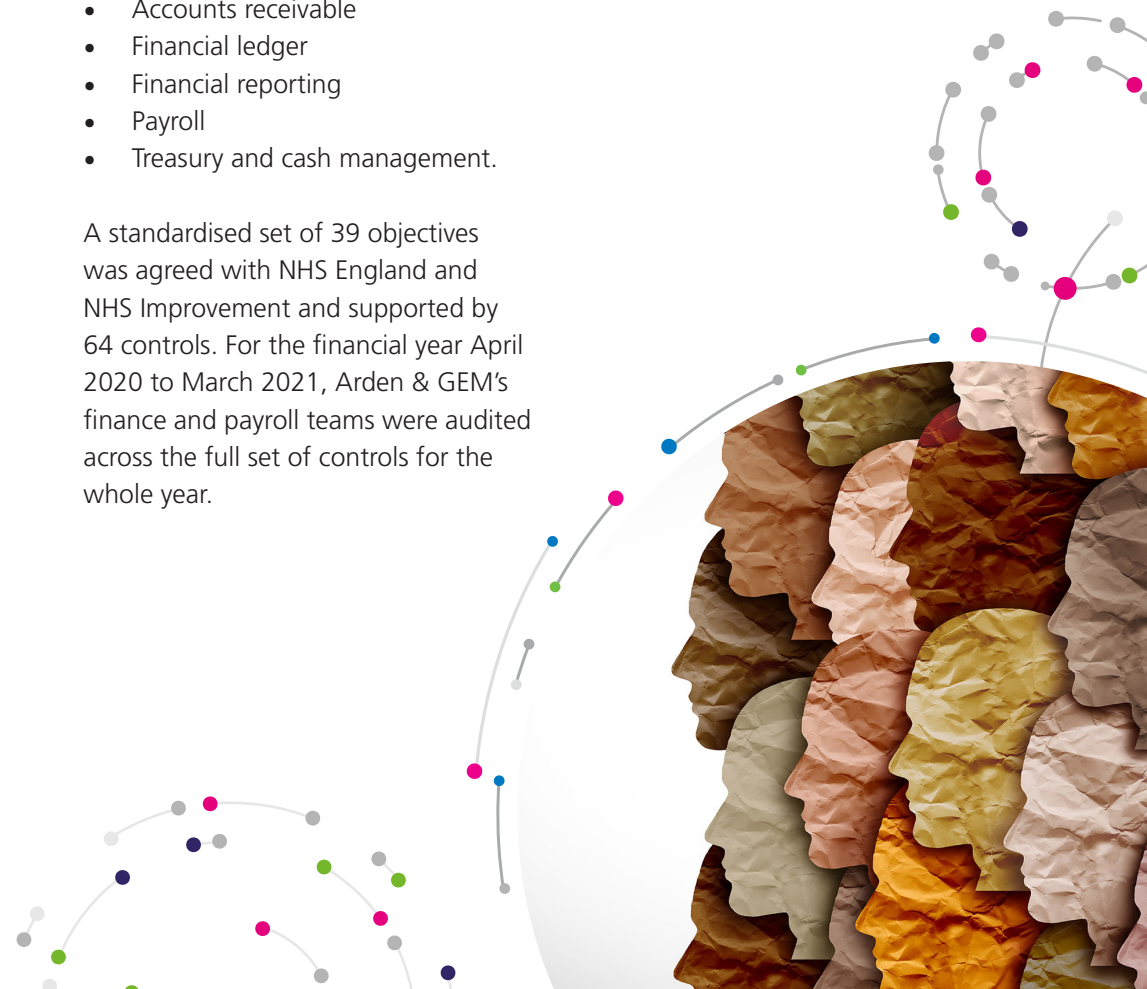 • Accounts receivable
• Financial ledger
• Financial reporting
• Payroll
• Treasury and cash management.
A standardised set of 39 objectives
was agreed with NHS England and
NHS Improvement and supported by
64 controls. For the financial year April
2020 to March 2021, Arden & GEM’s
finance and payroll teams were audited
across the full set of controls for the
whole year.